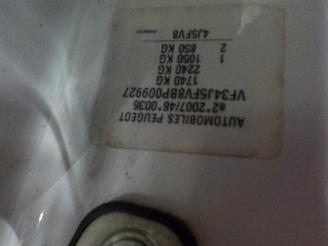 AUTOMOBILES PEUGEOT
e2*2007/46*0036
VF34J5FV8BP009927
1740 KG
2240 KG
1 1050 KG
2 850 KG
4J5FV8